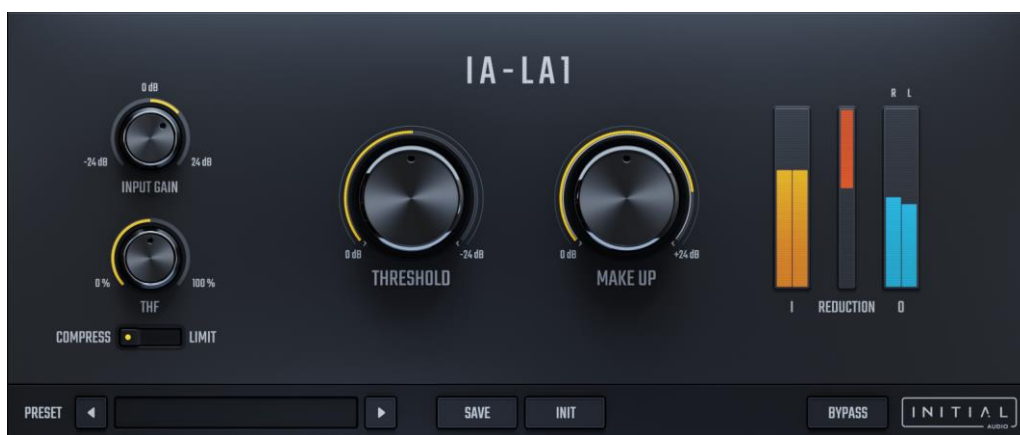 IA-LA1
0 dB
-24 dB
24 dB
INPUT GAIN
0 %
100 %
THF
COMPRESS
LIMIT
0 dB
-24 dB
THRESHOLD
0 dB
+24 dB
MAKE UP
R L
I
REDUCTION
O
PRESET
SAVE
INIT
BYPASS
INITIAL
AUDIO